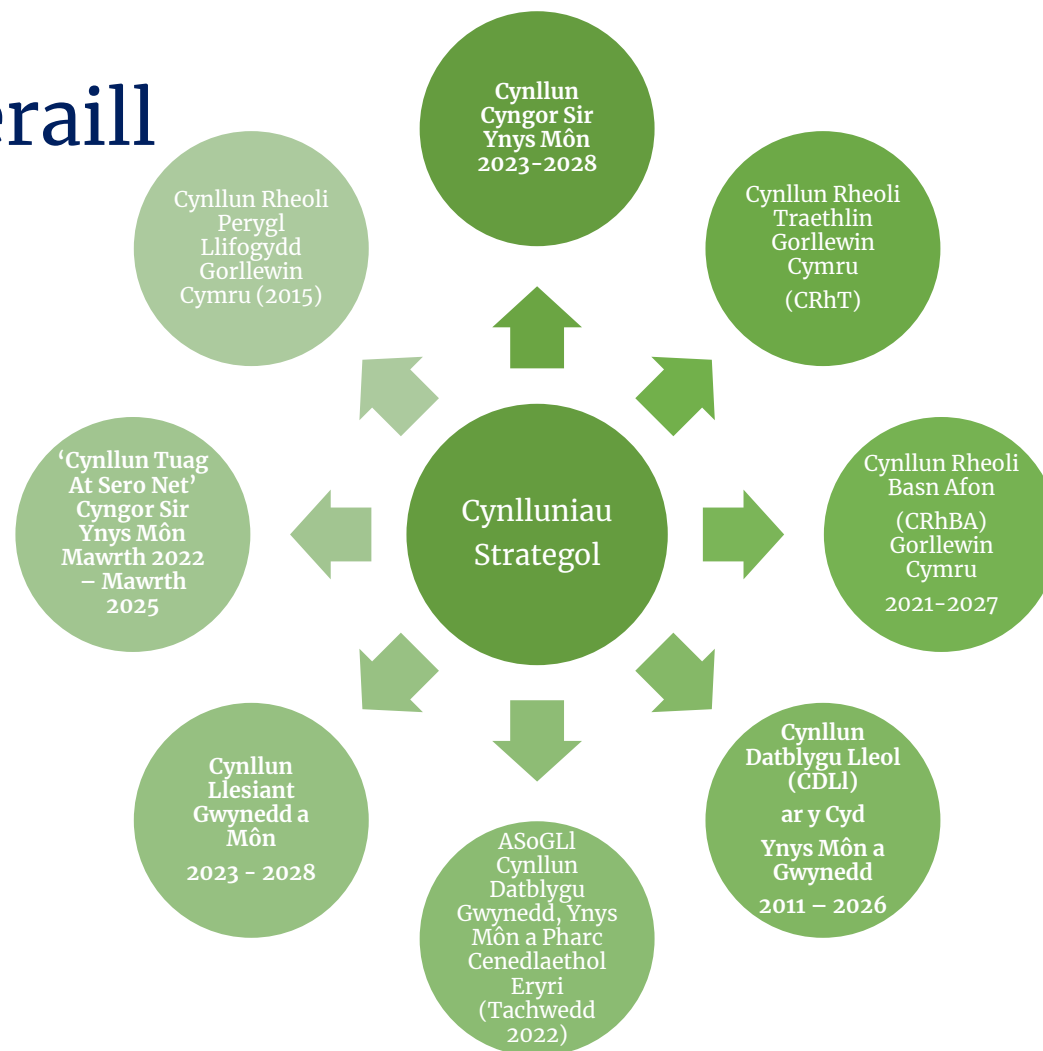 eraill
Cynllun
Cyngor Sir
Ynys Môn
2023-2028
Cynllun Rheoli
Traethlin
Gorllewin
Cymru
(CRhT)
Cynllun Rheoli
Basn Afon
(CRhBA)
Gorllewin
Cymru
2021-2027
Cynllun
Datblygu Lleol
(CDLl)
ar y Cyd
Ynys Môn a
Gwynedd
2011 – 2026
ASoGLl
Cynllun
Datblygu
Gwynedd, Ynys
Môn a Pharc
Cenedlaethol
Eryri
(Tachwedd
2022)
Cynllun
Llesiant
Gwynedd a
Môn
2023 - 2028
‘Cynllun Tuag
At Sero Net’
Cyngor Sir
Ynys Môn
Mawrth 2022
– Mawrth
2025
Cynllun Rheoli
Perygl
Llifogydd
Gorllewin
Cymru (2015)
Cynlluniau
Strategol